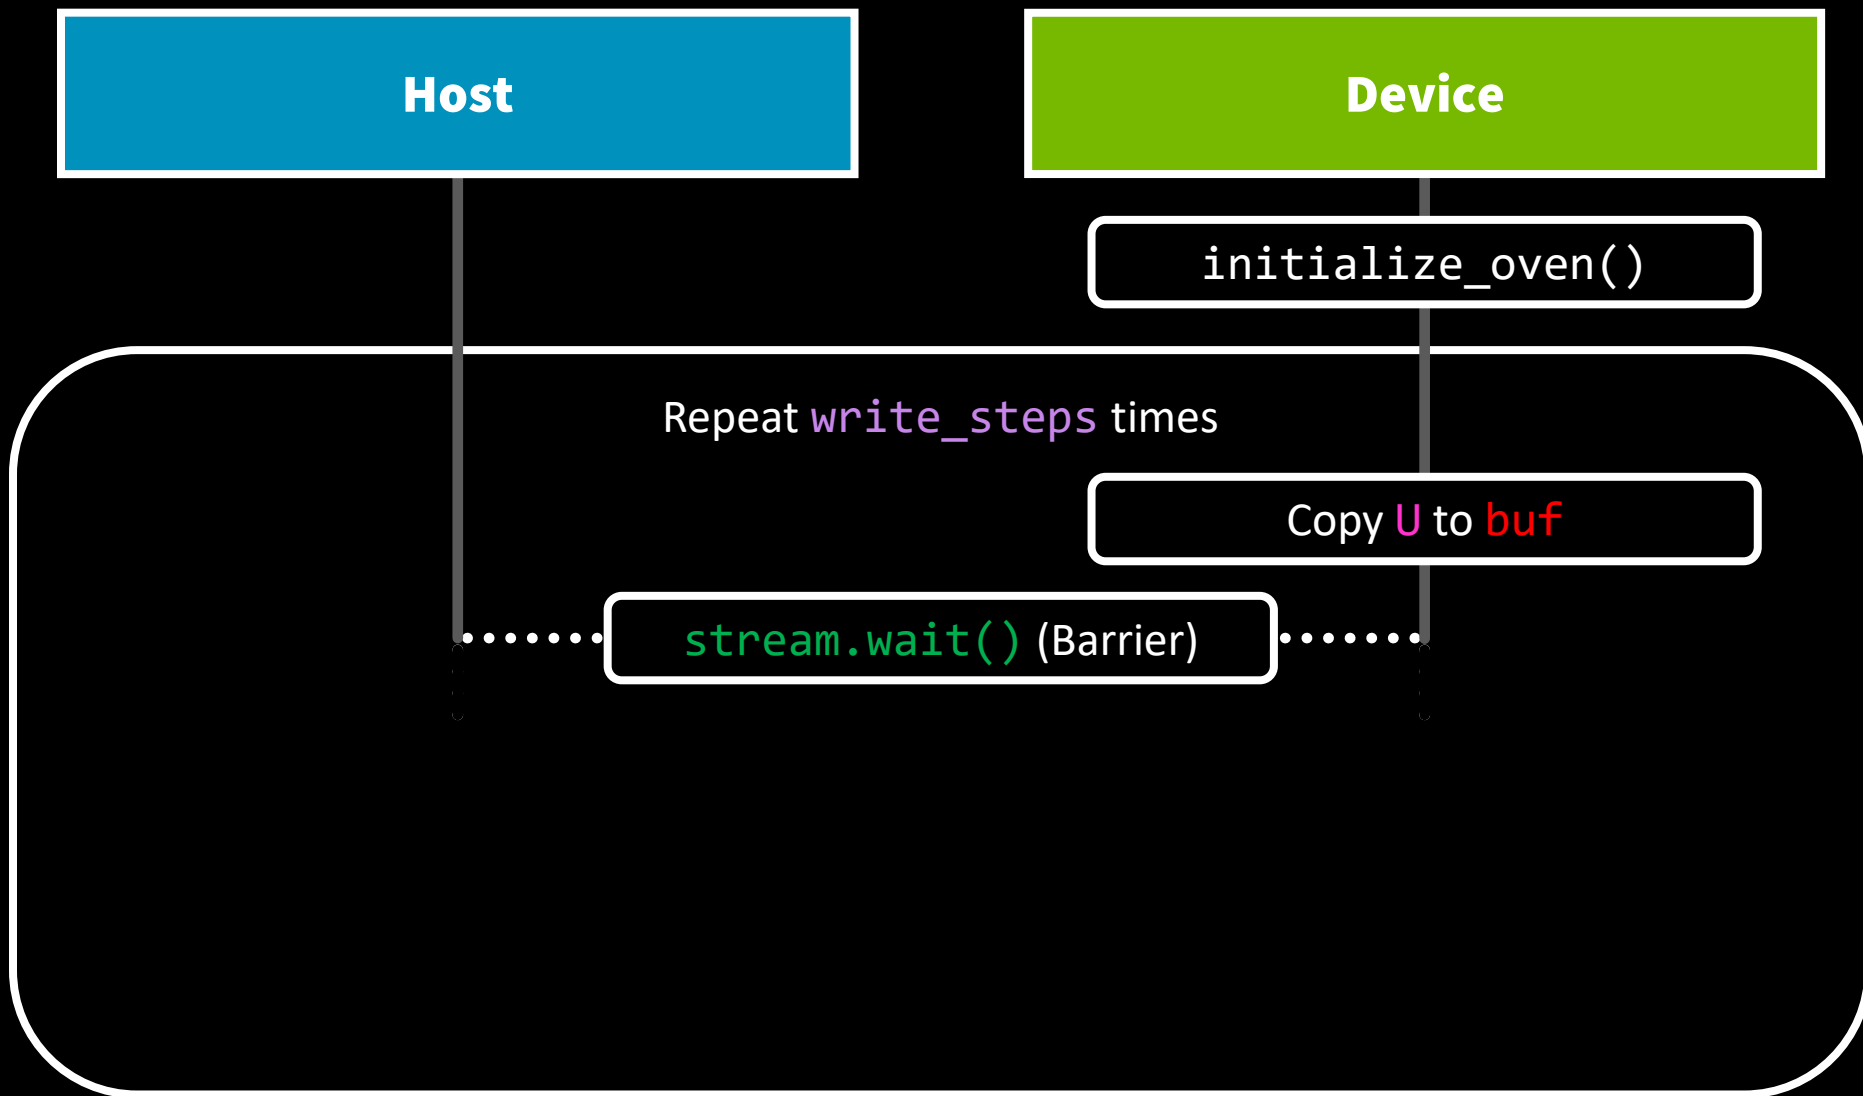 Host
Device
initialize_oven()
Repeat write_steps times
Copy U to buf
stream.wait() (Barrier)